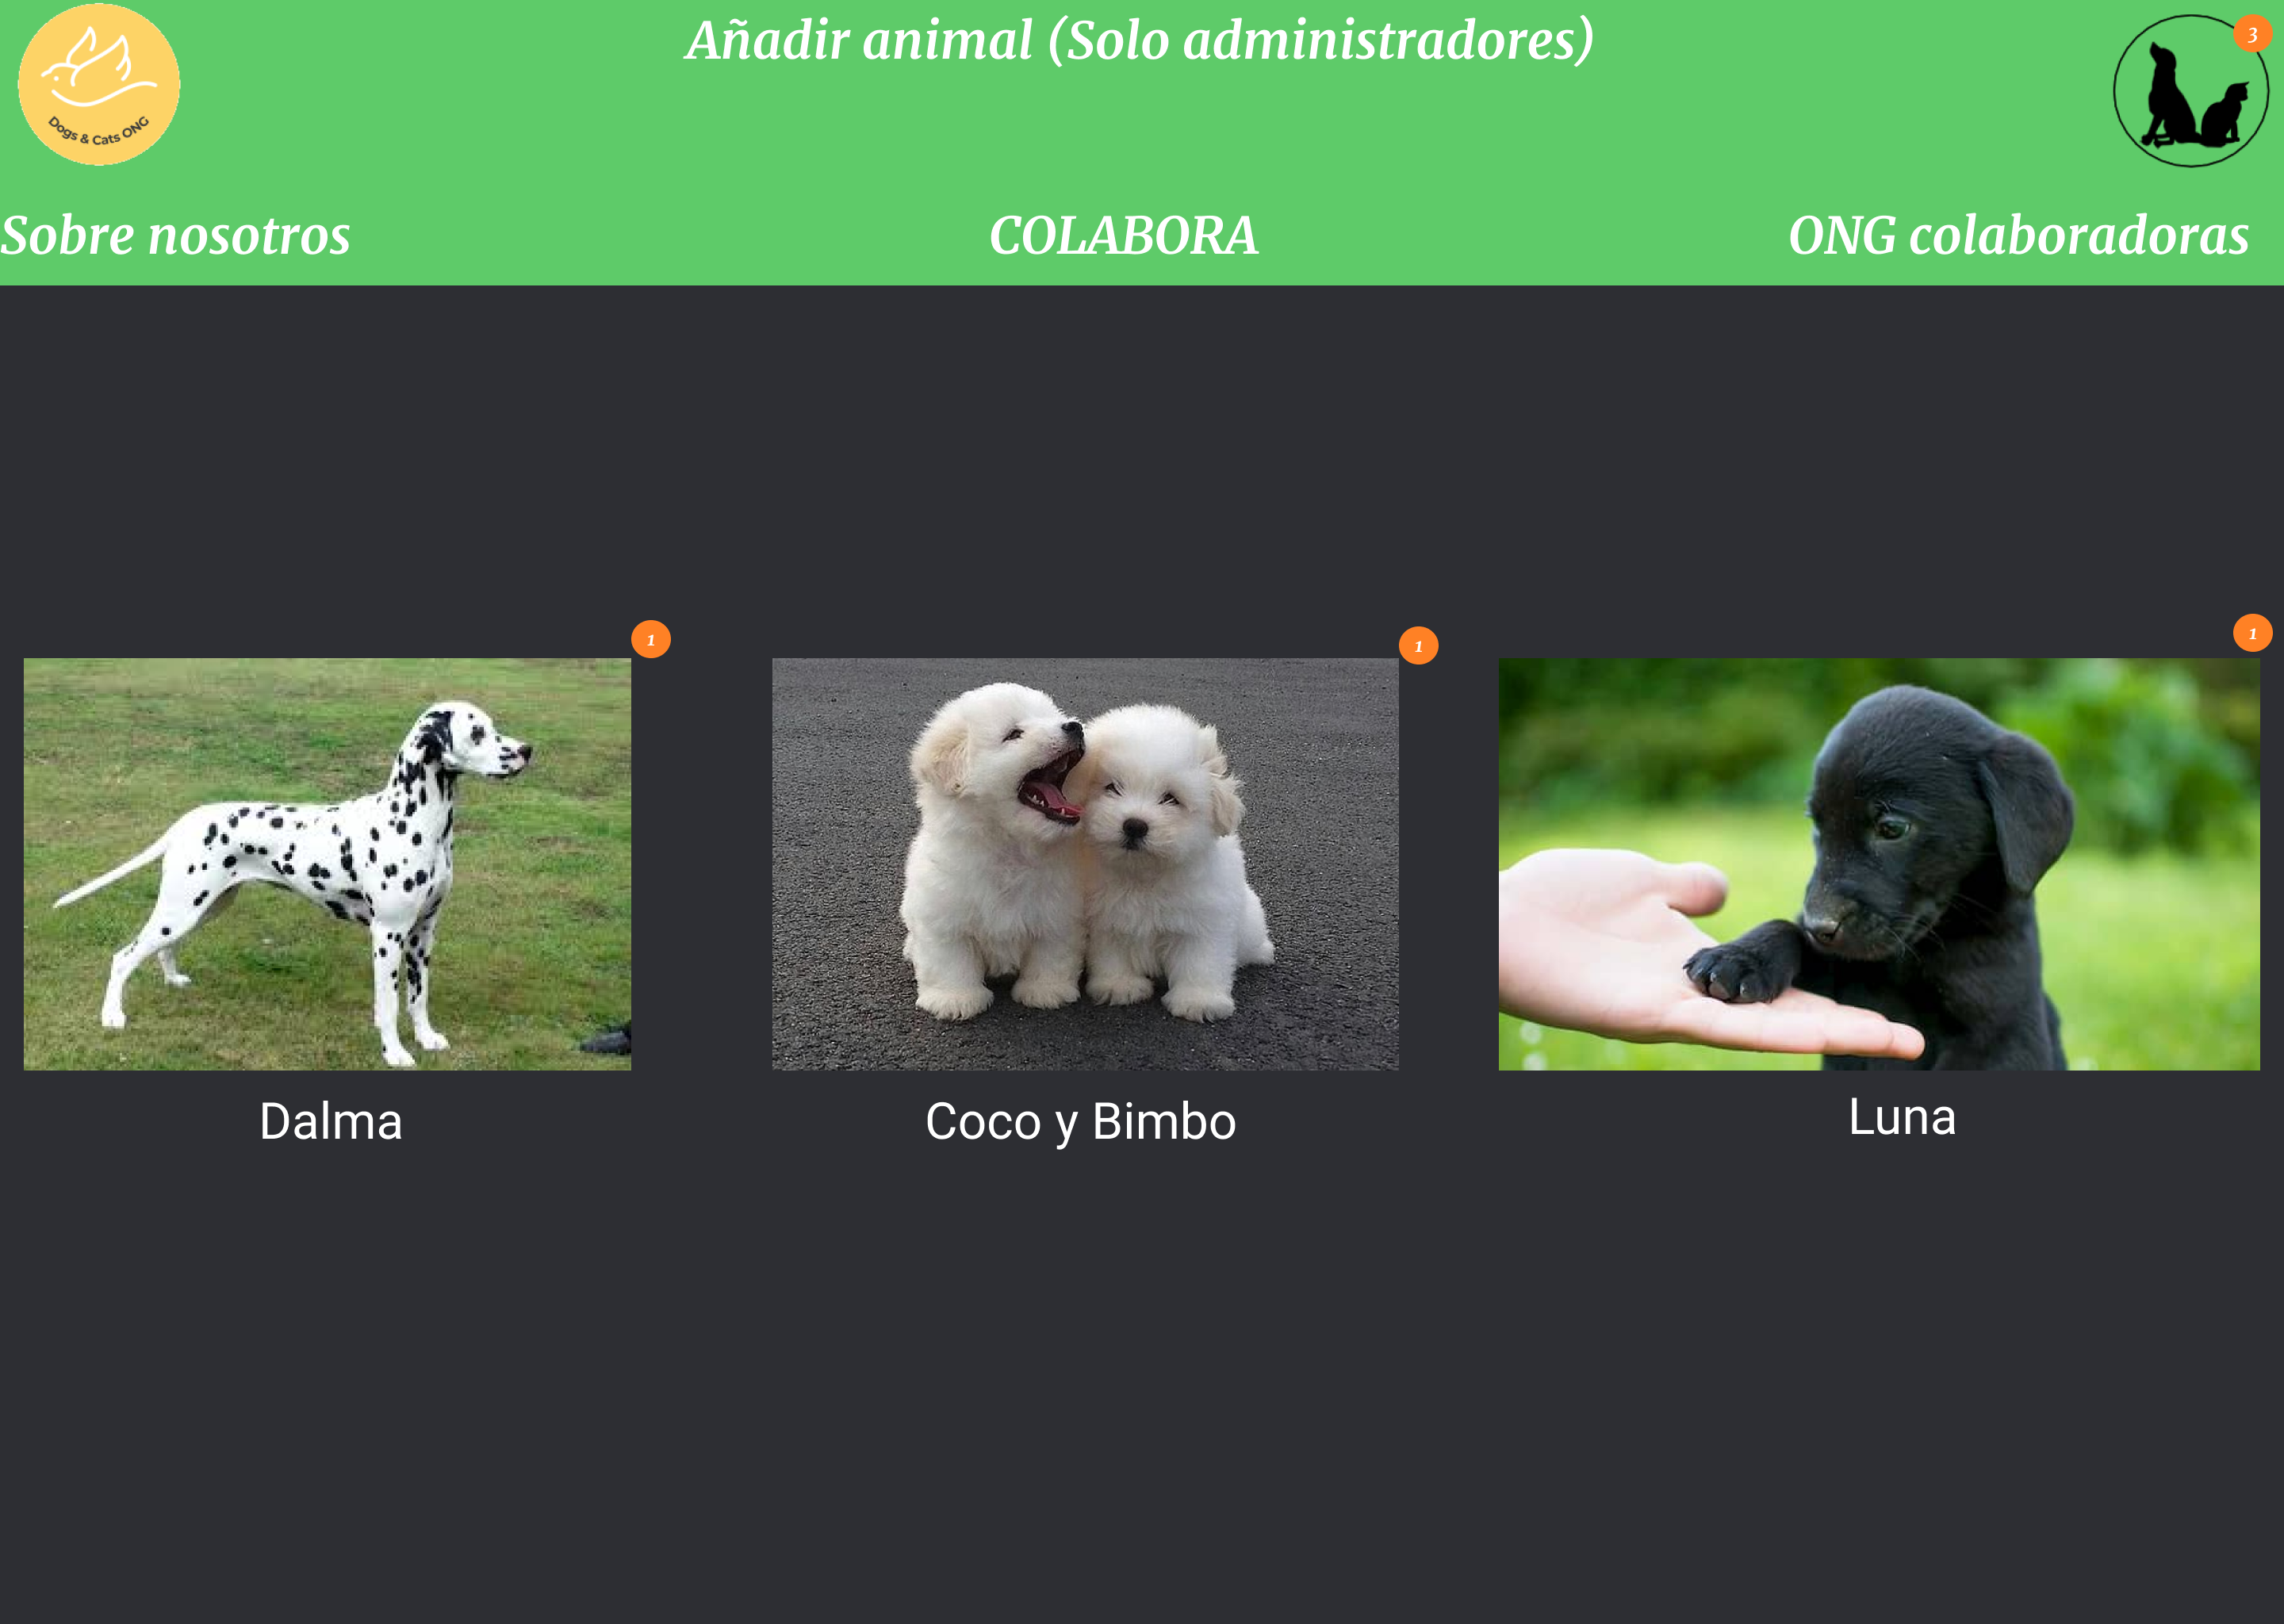 Añadir animal (Solo administradores)
3
Dogs & Cats ONG
Sobre nosotros
COLABORA
ONG colaboradoras
1
1
1
Dalma
Coco y Bimbo
Luna